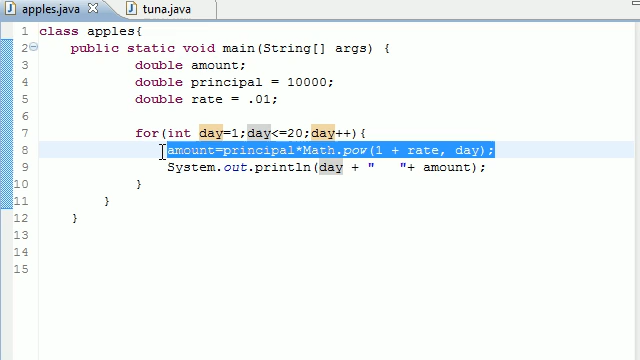 apples.java tuna.java
1 class apples{
2 public static void main(String[] args) {
3 double amount;
4 double principal = 10000;
5 double rate = .01;
6
7 for(int day=1;day<=20;day++){
8 amount=principal*Math.pow(1 + rate, day);
9 System.out.println(day + "   "+ amount);
10 }
11 }
12 }
13
14
15